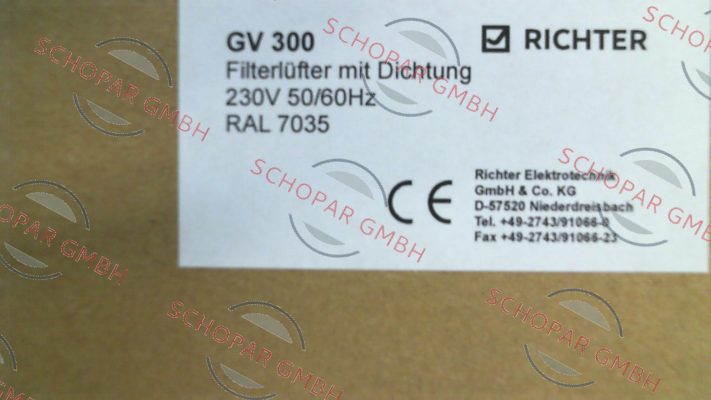 GV 300
RICHTER
Filterlüfter mit Dichtung
230V 50/60Hz
RAL 7035
CE
Richter Elektrotechnik
GmbH & Co. KG
D-57520 Niederdreisbach
Tel. +49-2743/91066-0
Fax +49-2743/91066-23
SCHOPAR GMBH
SCHOPAR GMBH
SCHOPAR GMBH
SCHOPAR GMBH
SCHOPAR GMBH
SCHOPAR GMBH
SCHOPAR GMBH